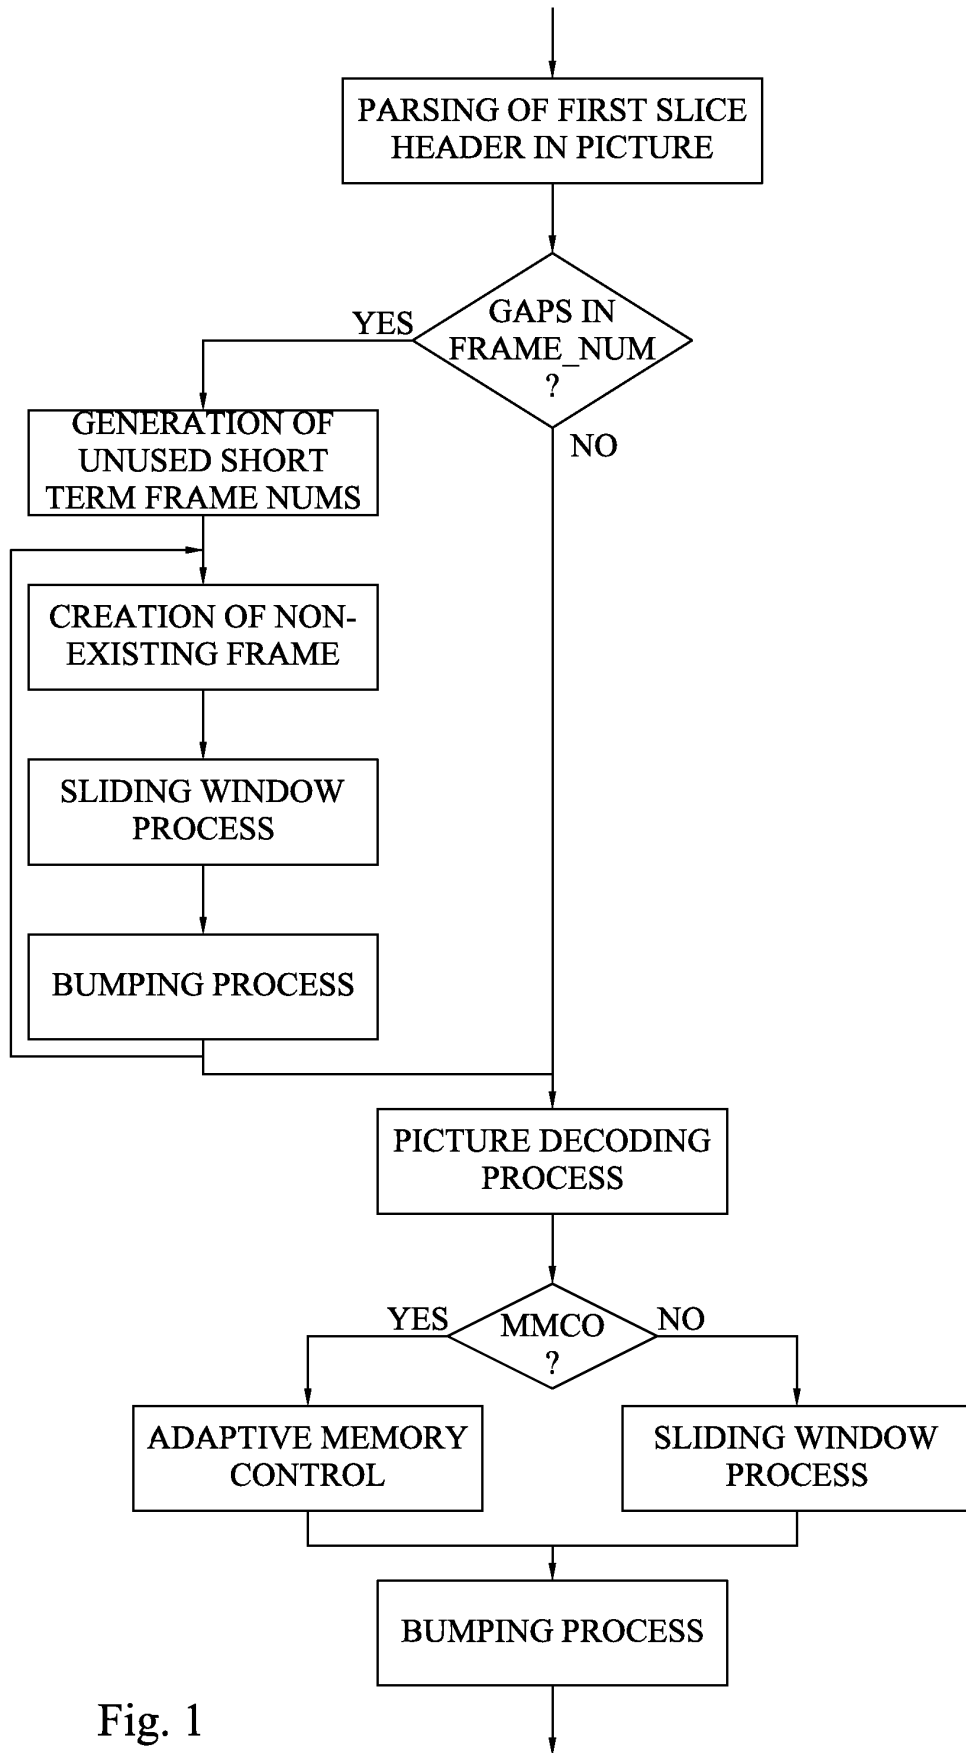 PARSING OF FIRST SLICE
HEADER IN PICTURE
GAPS IN
FRAME_NUM
?
YES
NO
GENERATION OF
UNUSED SHORT
TERM FRAME NUMS
CREATION OF NON-
EXISTING FRAME
SLIDING WINDOW
PROCESS
BUMPING PROCESS
PICTURE DECODING
PROCESS
MMCO
?
YES
NO
ADAPTIVE MEMORY
CONTROL
SLIDING WINDOW
PROCESS
BUMPING PROCESS
Fig. 1